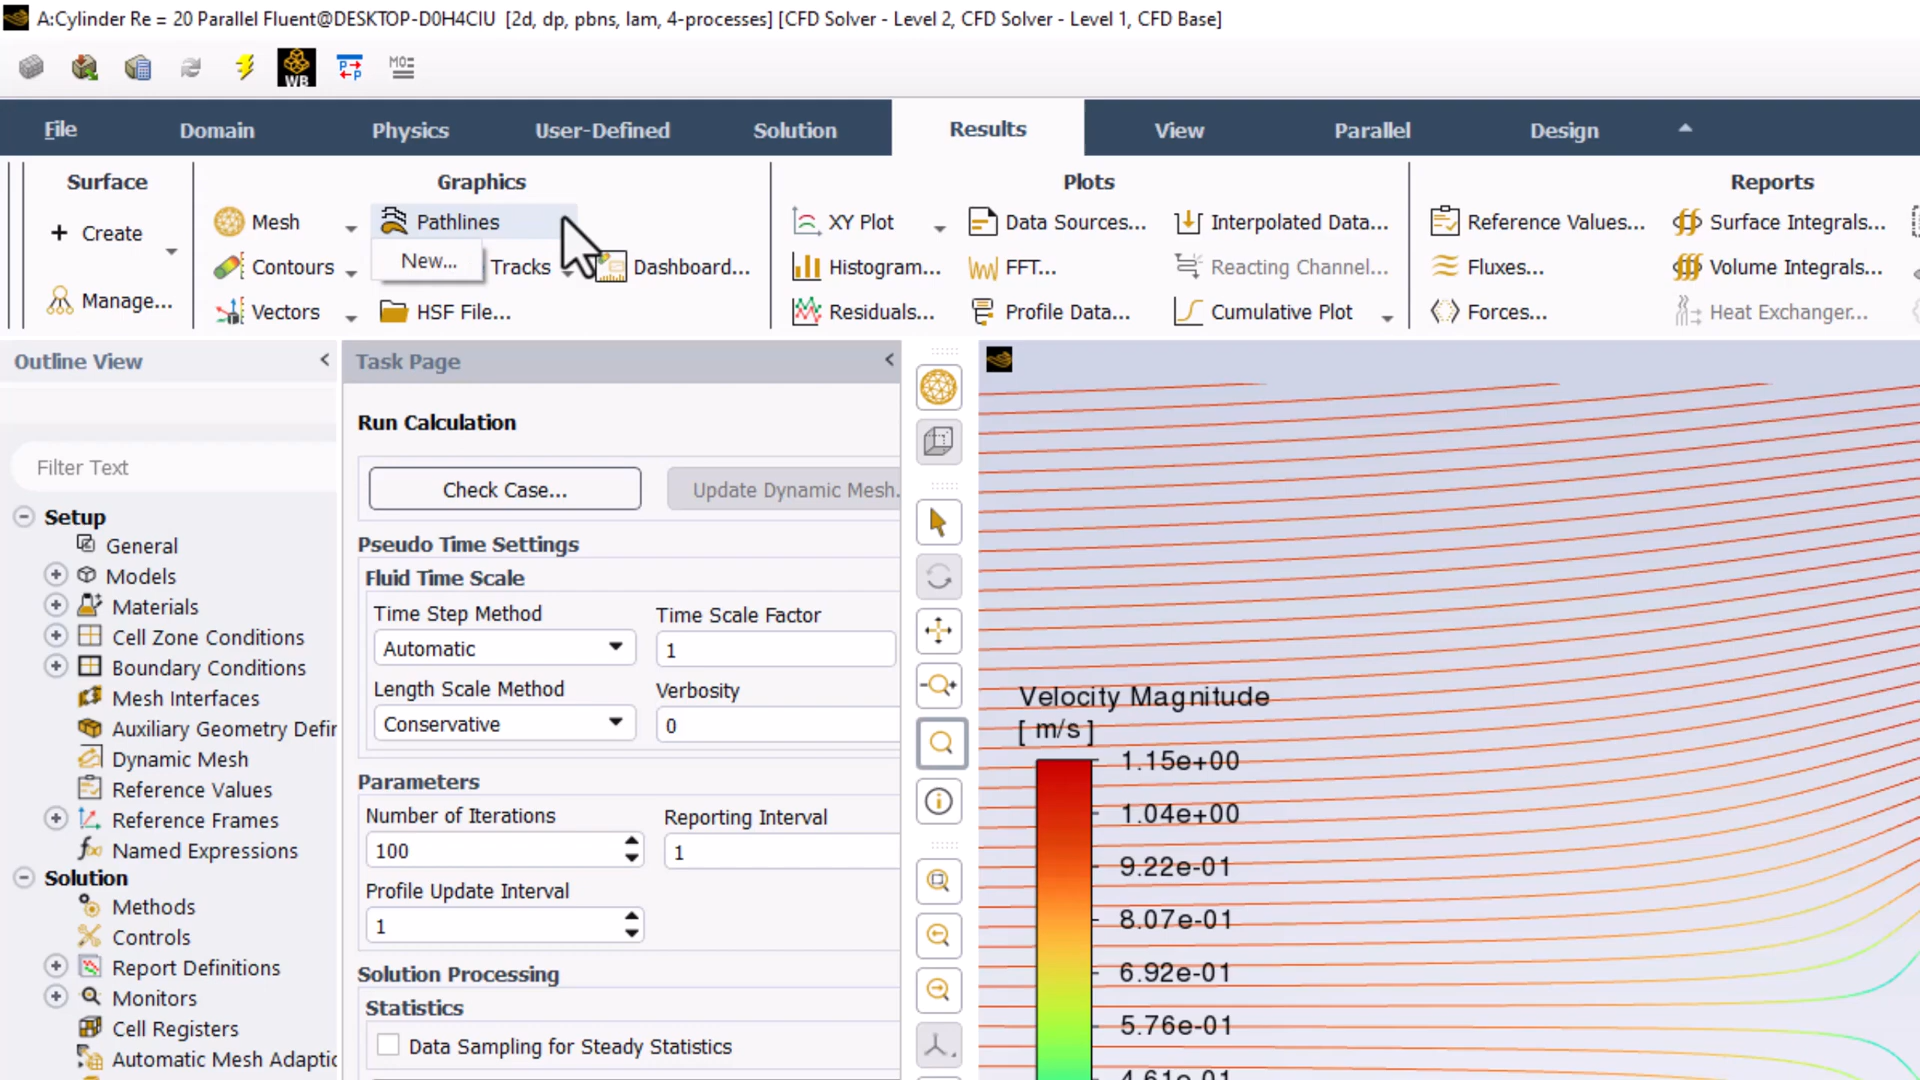 A:Cylinder Re = 20 Parallel Fluent@DESKTOP-D0H4CIU [2d, dp, pbns, lam, 4-processes] [CFD Solver - Level 2, CFD Solver - Level 1, CFD Base]
WB
File Domain Physics User-Defined Solution Results View Parallel Design
Surface Graphics Plots Reports
Create Mesh Pathlines XY Plot Data Sources... Interpolated Data... Reference Values... Surface Integrals...
New... Contours Tracks Dashboard... Histogram... FFT... Reacting Channel... Fluxes... Volume Integrals...
Manage... Vectors HSF File... Residuals... Profile Data... Cumulative Plot Forces... Heat Exchanger...
Outline View
Filter Text
Setup
General
Models
Materials
Cell Zone Conditions
Boundary Conditions
Mesh Interfaces
Auxiliary Geometry Defir
Dynamic Mesh
Reference Values
Reference Frames
Named Expressions
Solution
Methods
Controls
Report Definitions
Monitors
Cell Registers
Automatic Mesh Adaptic
Task Page
Run Calculation
Check Case... Update Dynamic Mesh.
Pseudo Time Settings
Fluid Time Scale
Time Step Method Time Scale Factor
Automatic 1
Length Scale Method Verbosity
Conservative 0
Parameters
Number of Iterations Reporting Interval
100 1
Profile Update Interval
1
Solution Processing
Statistics
Data Sampling for Steady Statistics
Velocity Magnitude
[ m/s ]
1.15e+00
1.04e+00
9.22e-01
8.07e-01
6.92e-01
5.76e-01
4.61e-01